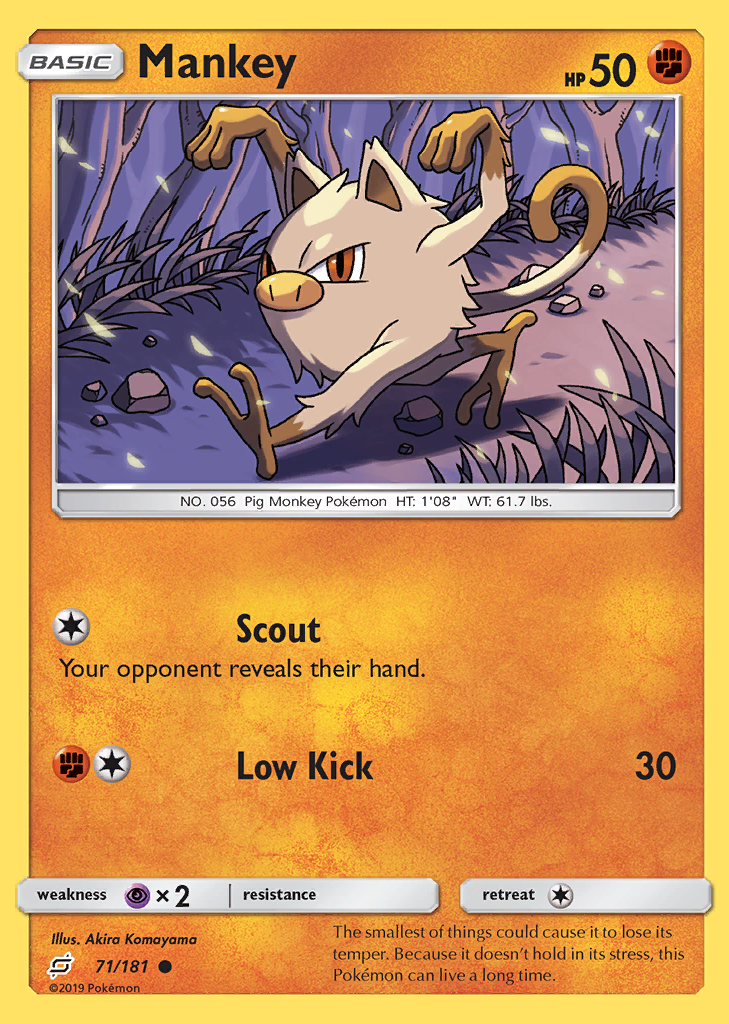 BASIC Mankey HP 50
NO. 056 Pig Monkey Pokémon HT: 1'08" WT: 61.7 lbs.
Scout
Your opponent reveals their hand.
Low Kick 30
weakness ×2 resistance retreat
Illus. Akira Komayama
71/181
©2019 Pokémon
The smallest of things could cause it to lose its
temper. Because it doesn't hold in its stress, this
Pokémon can live a long time.